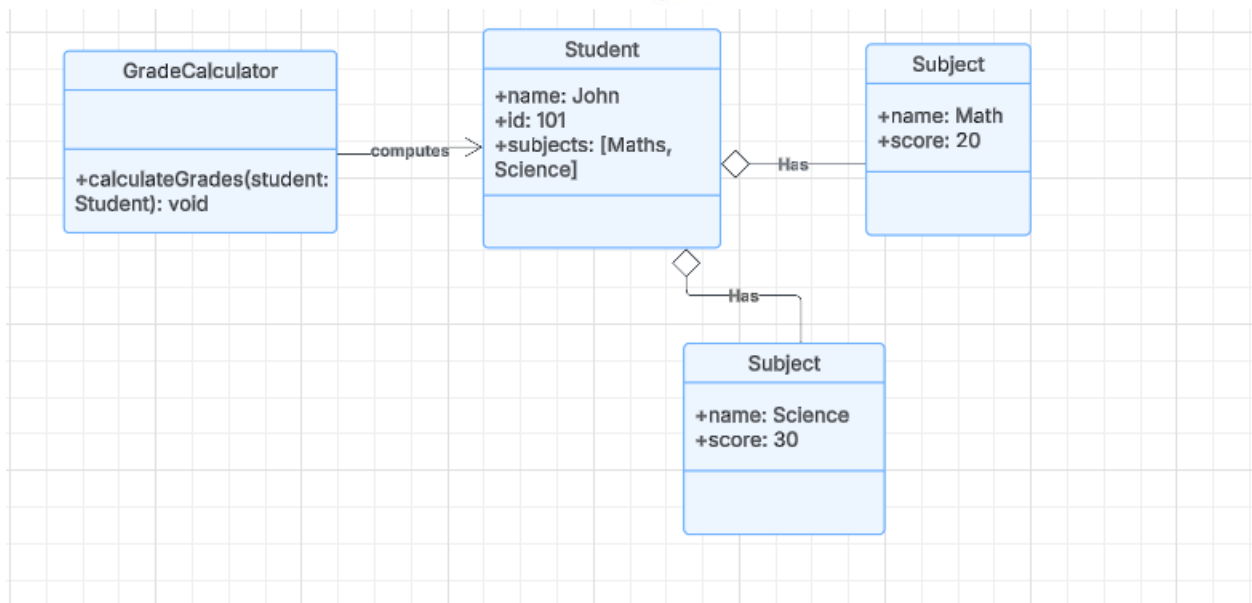 GradeCalculator
+calculateGrades(student:
Student): void
computes
Student
+name: John
+id: 101
+subjects: [Maths,
Science]
Has
Subject
+name: Math
+score: 20
Has
Subject
+name: Science
+score: 30